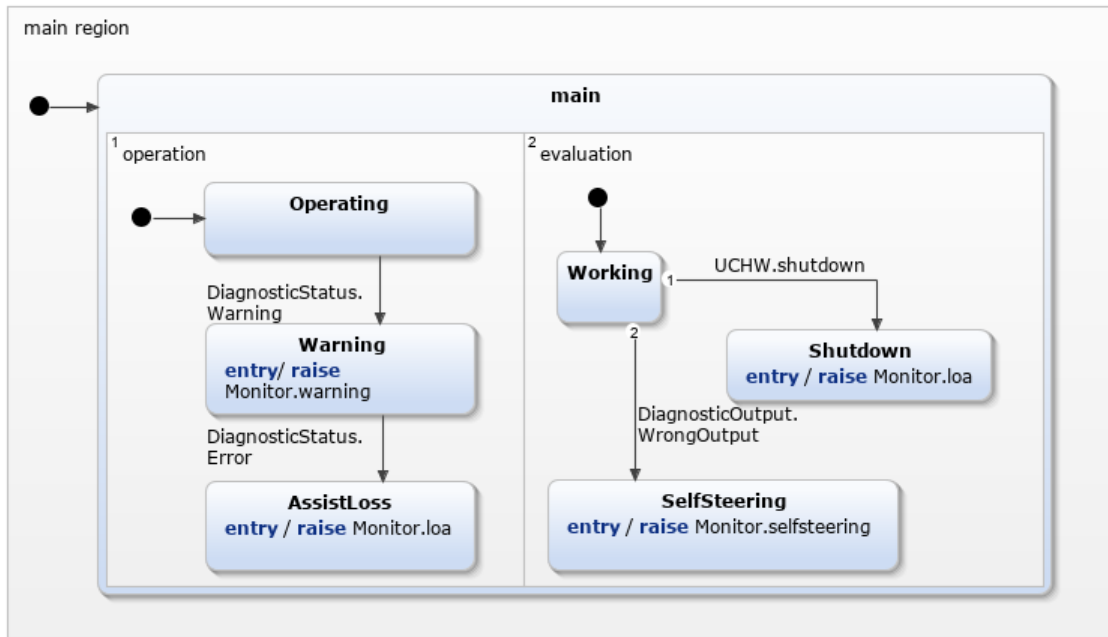 main region
main
1
operation
Operating
DiagnosticStatus.
Warning
Warning
entry/ raise
Monitor.warning
DiagnosticStatus.
Error
AssistLoss
entry / raise Monitor.loa
2
evaluation
Working
1
UCHW.shutdown
2
Shutdown
entry / raise Monitor.loa
DiagnosticOutput.
WrongOutput
SelfSteering
entry / raise Monitor.selfsteering